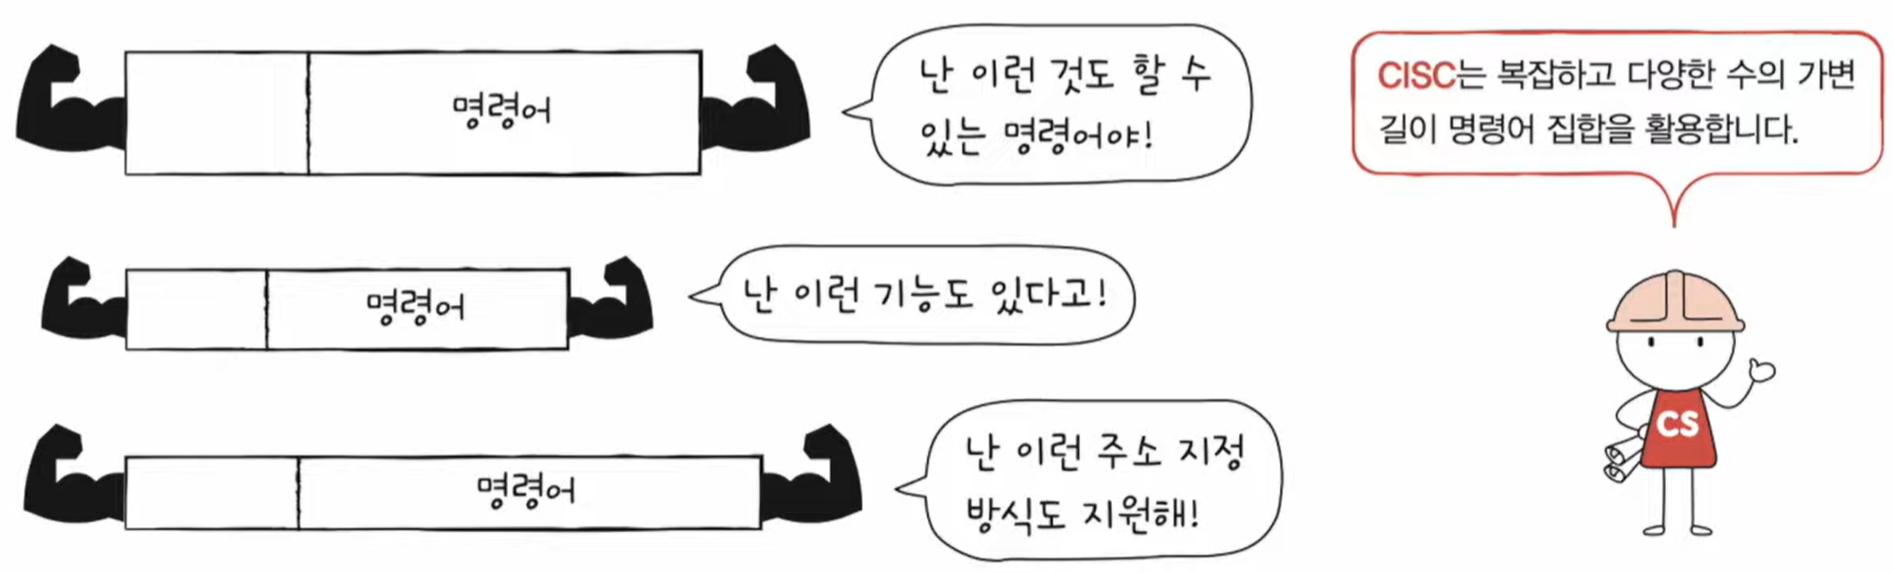 명령어
난 이런 것도 할 수
있는 명령어야!
CISC는 복잡하고 다양한 수의 가변
길이 명령어 집합을 활용합니다.
명령어
난 이런 기능도 있다고!
명령어
난 이런 주소 지정
방식도 지원해!
CS